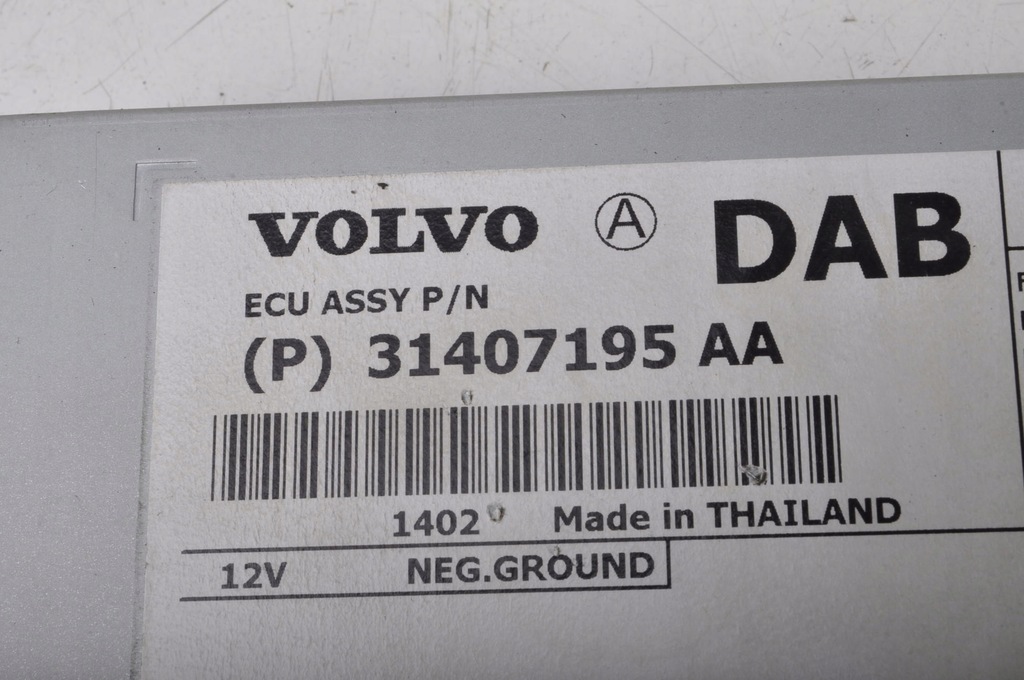 VOLVO Ⓐ DAB
ECU ASSY P/N
(P) 31407195 AA
1402 Made in THAILAND
12V NEG.GROUND